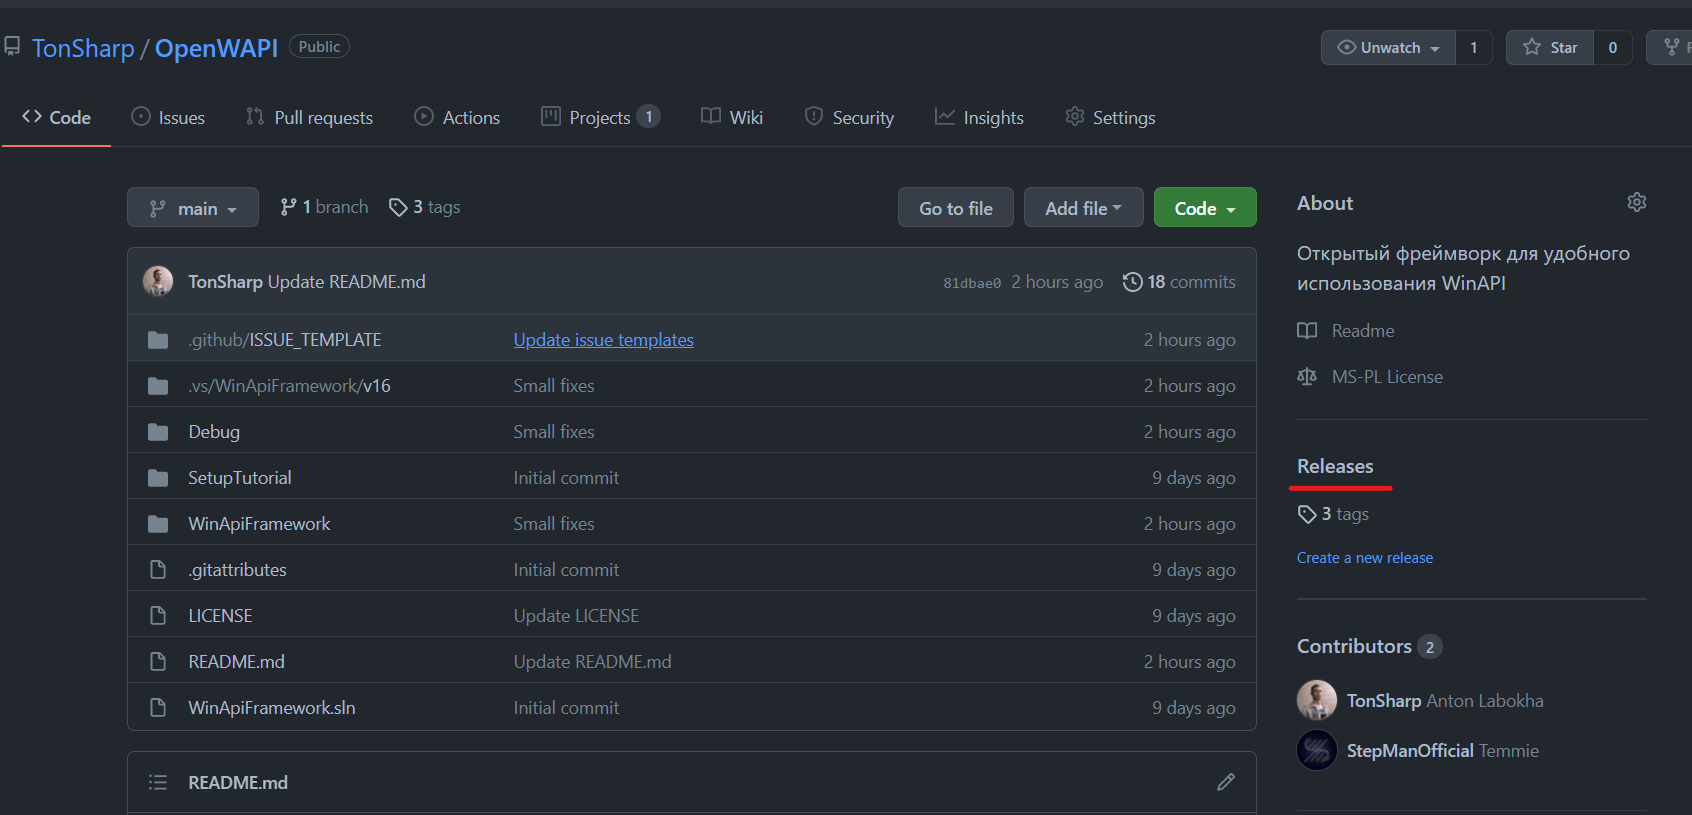 TonSharp / OpenWAPI Public
Unwatch 1 Star 0
Code Issues Pull requests Actions Projects 1 Wiki Security Insights Settings
main 1 branch 3 tags Go to file Add file Code
TonSharp Update README.md 81dbae0 2 hours ago 18 commits
.github/ISSUE_TEMPLATE Update issue templates 2 hours ago
.vs/WinApiFramework/v16 Small fixes 2 hours ago
Debug Small fixes 2 hours ago
SetupTutorial Initial commit 9 days ago
WinApiFramework Small fixes 2 hours ago
.gitattributes Initial commit 9 days ago
LICENSE Update LICENSE 9 days ago
README.md Update README.md 2 hours ago
WinApiFramework.sln Initial commit 9 days ago
README.md
About
Открытый фреймворк для удобного
использования WinAPI
Readme
MS-PL License
Releases
3 tags
Create a new release
Contributors 2
TonSharp Anton Labokha
StepManOfficial Temmie